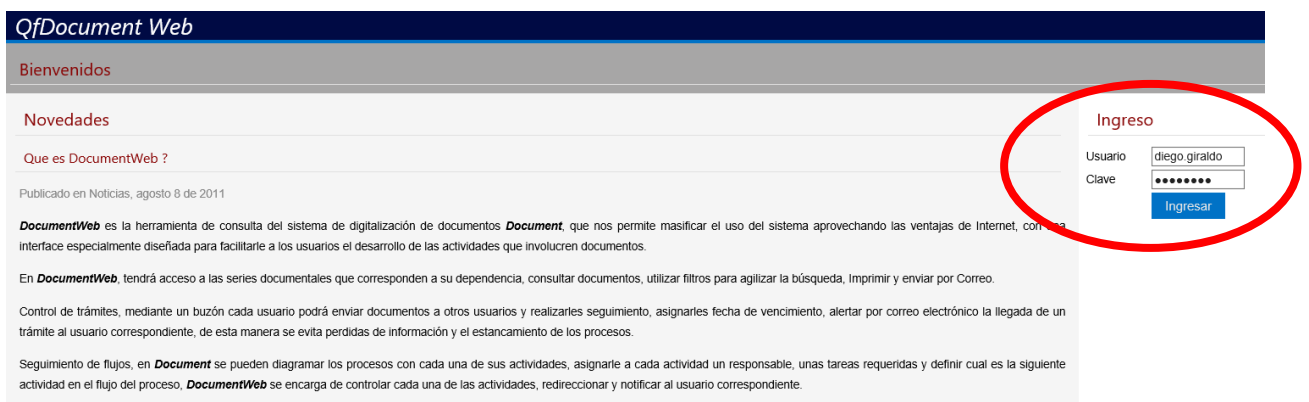 QfDocument Web
Bienvenidos
Novedades
Que es DocumentWeb ?
Publicado en Noticias, agosto 8 de 2011
DocumentWeb es la herramienta de consulta del sistema de digitalización de documentos Document, que nos permite masificar el uso del sistema aprovechando las ventajas de Internet, con una
interface especialmente diseñada para facilitarle a los usuarios el desarrollo de las actividades que involucren documentos.
En DocumentWeb, tendrá acceso a las series documentales que corresponden a su dependencia, consultar documentos, utilizar filtros para agilizar la búsqueda, Imprimir y enviar por Correo.
Control de trámites, mediante un buzón cada usuario podrá enviar documentos a otros usuarios y realizarles seguimiento, asignarles fecha de vencimiento, alertar por correo electrónico la llegada de un
trámite al usuario correspondiente, de esta manera se evita perdidas de información y el estancamiento de los procesos.
Seguimiento de flujos, en Document se pueden diagramar los procesos con cada una de sus actividades, asignarle a cada actividad un responsable, unas tareas requeridas y definir cual es la siguiente
actividad en el flujo del proceso, DocumentWeb se encarga de controlar cada una de las actividades, redireccionar y notificar al usuario correspondiente.
Ingreso
Usuario diego.giraldo
Clave ●●●●●●●●
Ingresar